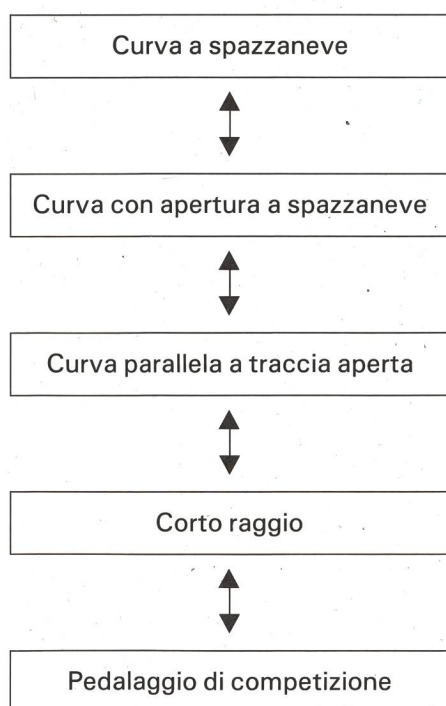 Curva a spazzaneve
Curva con apertura a spazzaneve
Curva parallela a traccia aperta
Corto raggio
Pedalaggio di competizione